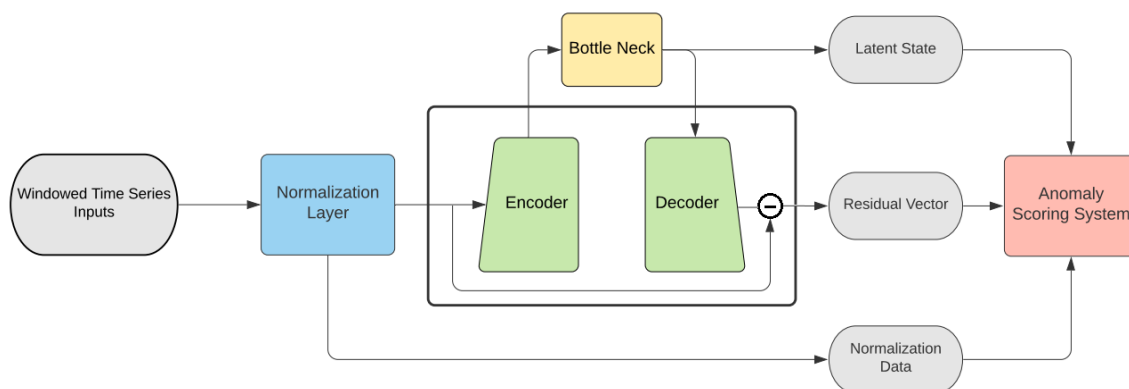 Bottle Neck
Latent State
Windowed Time Series
Inputs
Normalization
Layer
Encoder
Decoder
Residual Vector
Anomaly
Scoring System
Normalization
Data